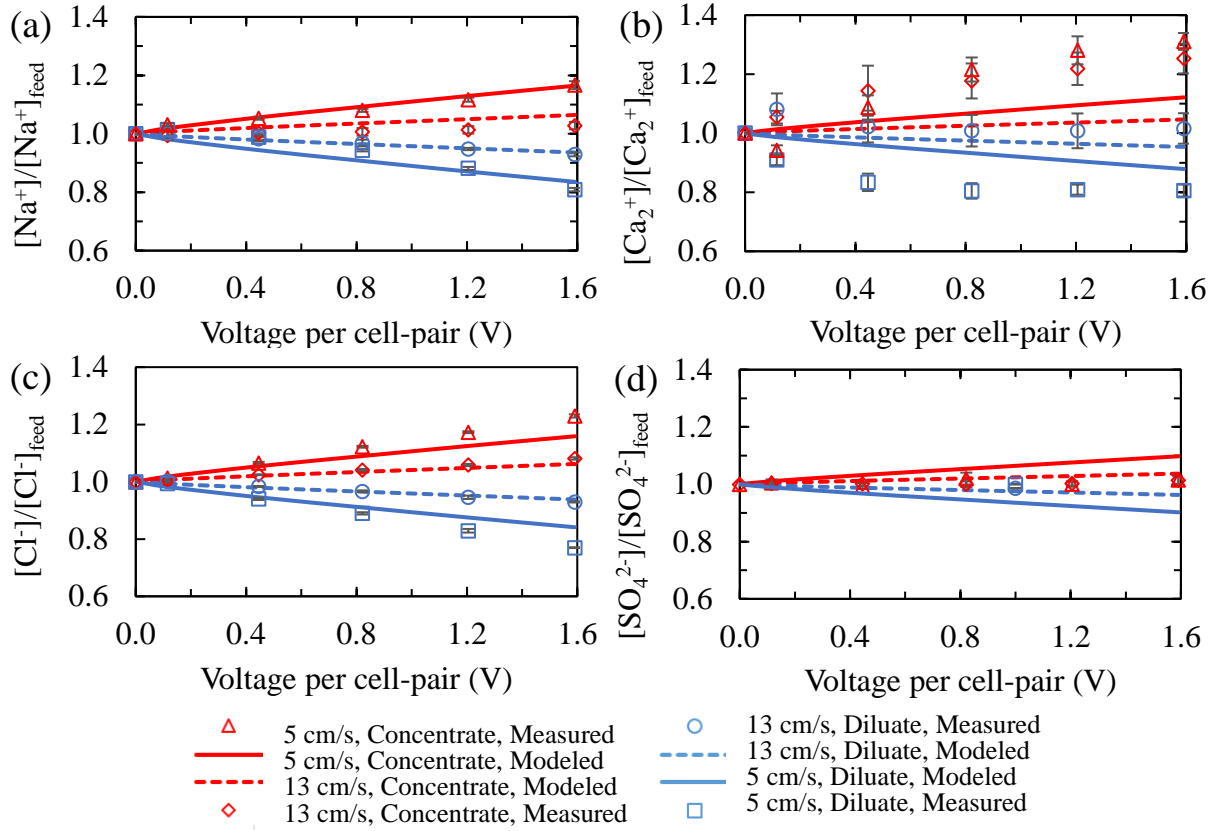 (a)
1.4
1.2
1.0
0.8
0.6
[Na⁺]/[Na⁺]feed
0.0 0.4 0.8 1.2 1.6
Voltage per cell-pair (V)
(b)
1.4
1.2
1.0
0.8
0.6
[Ca₂⁺]/[Ca₂⁺]feed
0.0 0.4 0.8 1.2 1.6
Voltage per cell-pair (V)
(c)
1.4
1.2
1.0
0.8
0.6
[Cl⁻]/[Cl⁻]feed
0.0 0.4 0.8 1.2 1.6
Voltage per cell-pair (V)
(d)
1.4
1.2
1.0
0.8
0.6
[SO₄²⁻]/[SO₄²⁻]feed
0.0 0.4 0.8 1.2 1.6
Voltage per cell-pair (V)
5 cm/s, Concentrate, Measured
5 cm/s, Concentrate, Modeled
13 cm/s, Concentrate, Modeled
13 cm/s, Concentrate, Measured
13 cm/s, Diluate, Measured
13 cm/s, Diluate, Modeled
5 cm/s, Diluate, Modeled
5 cm/s, Diluate, Measured